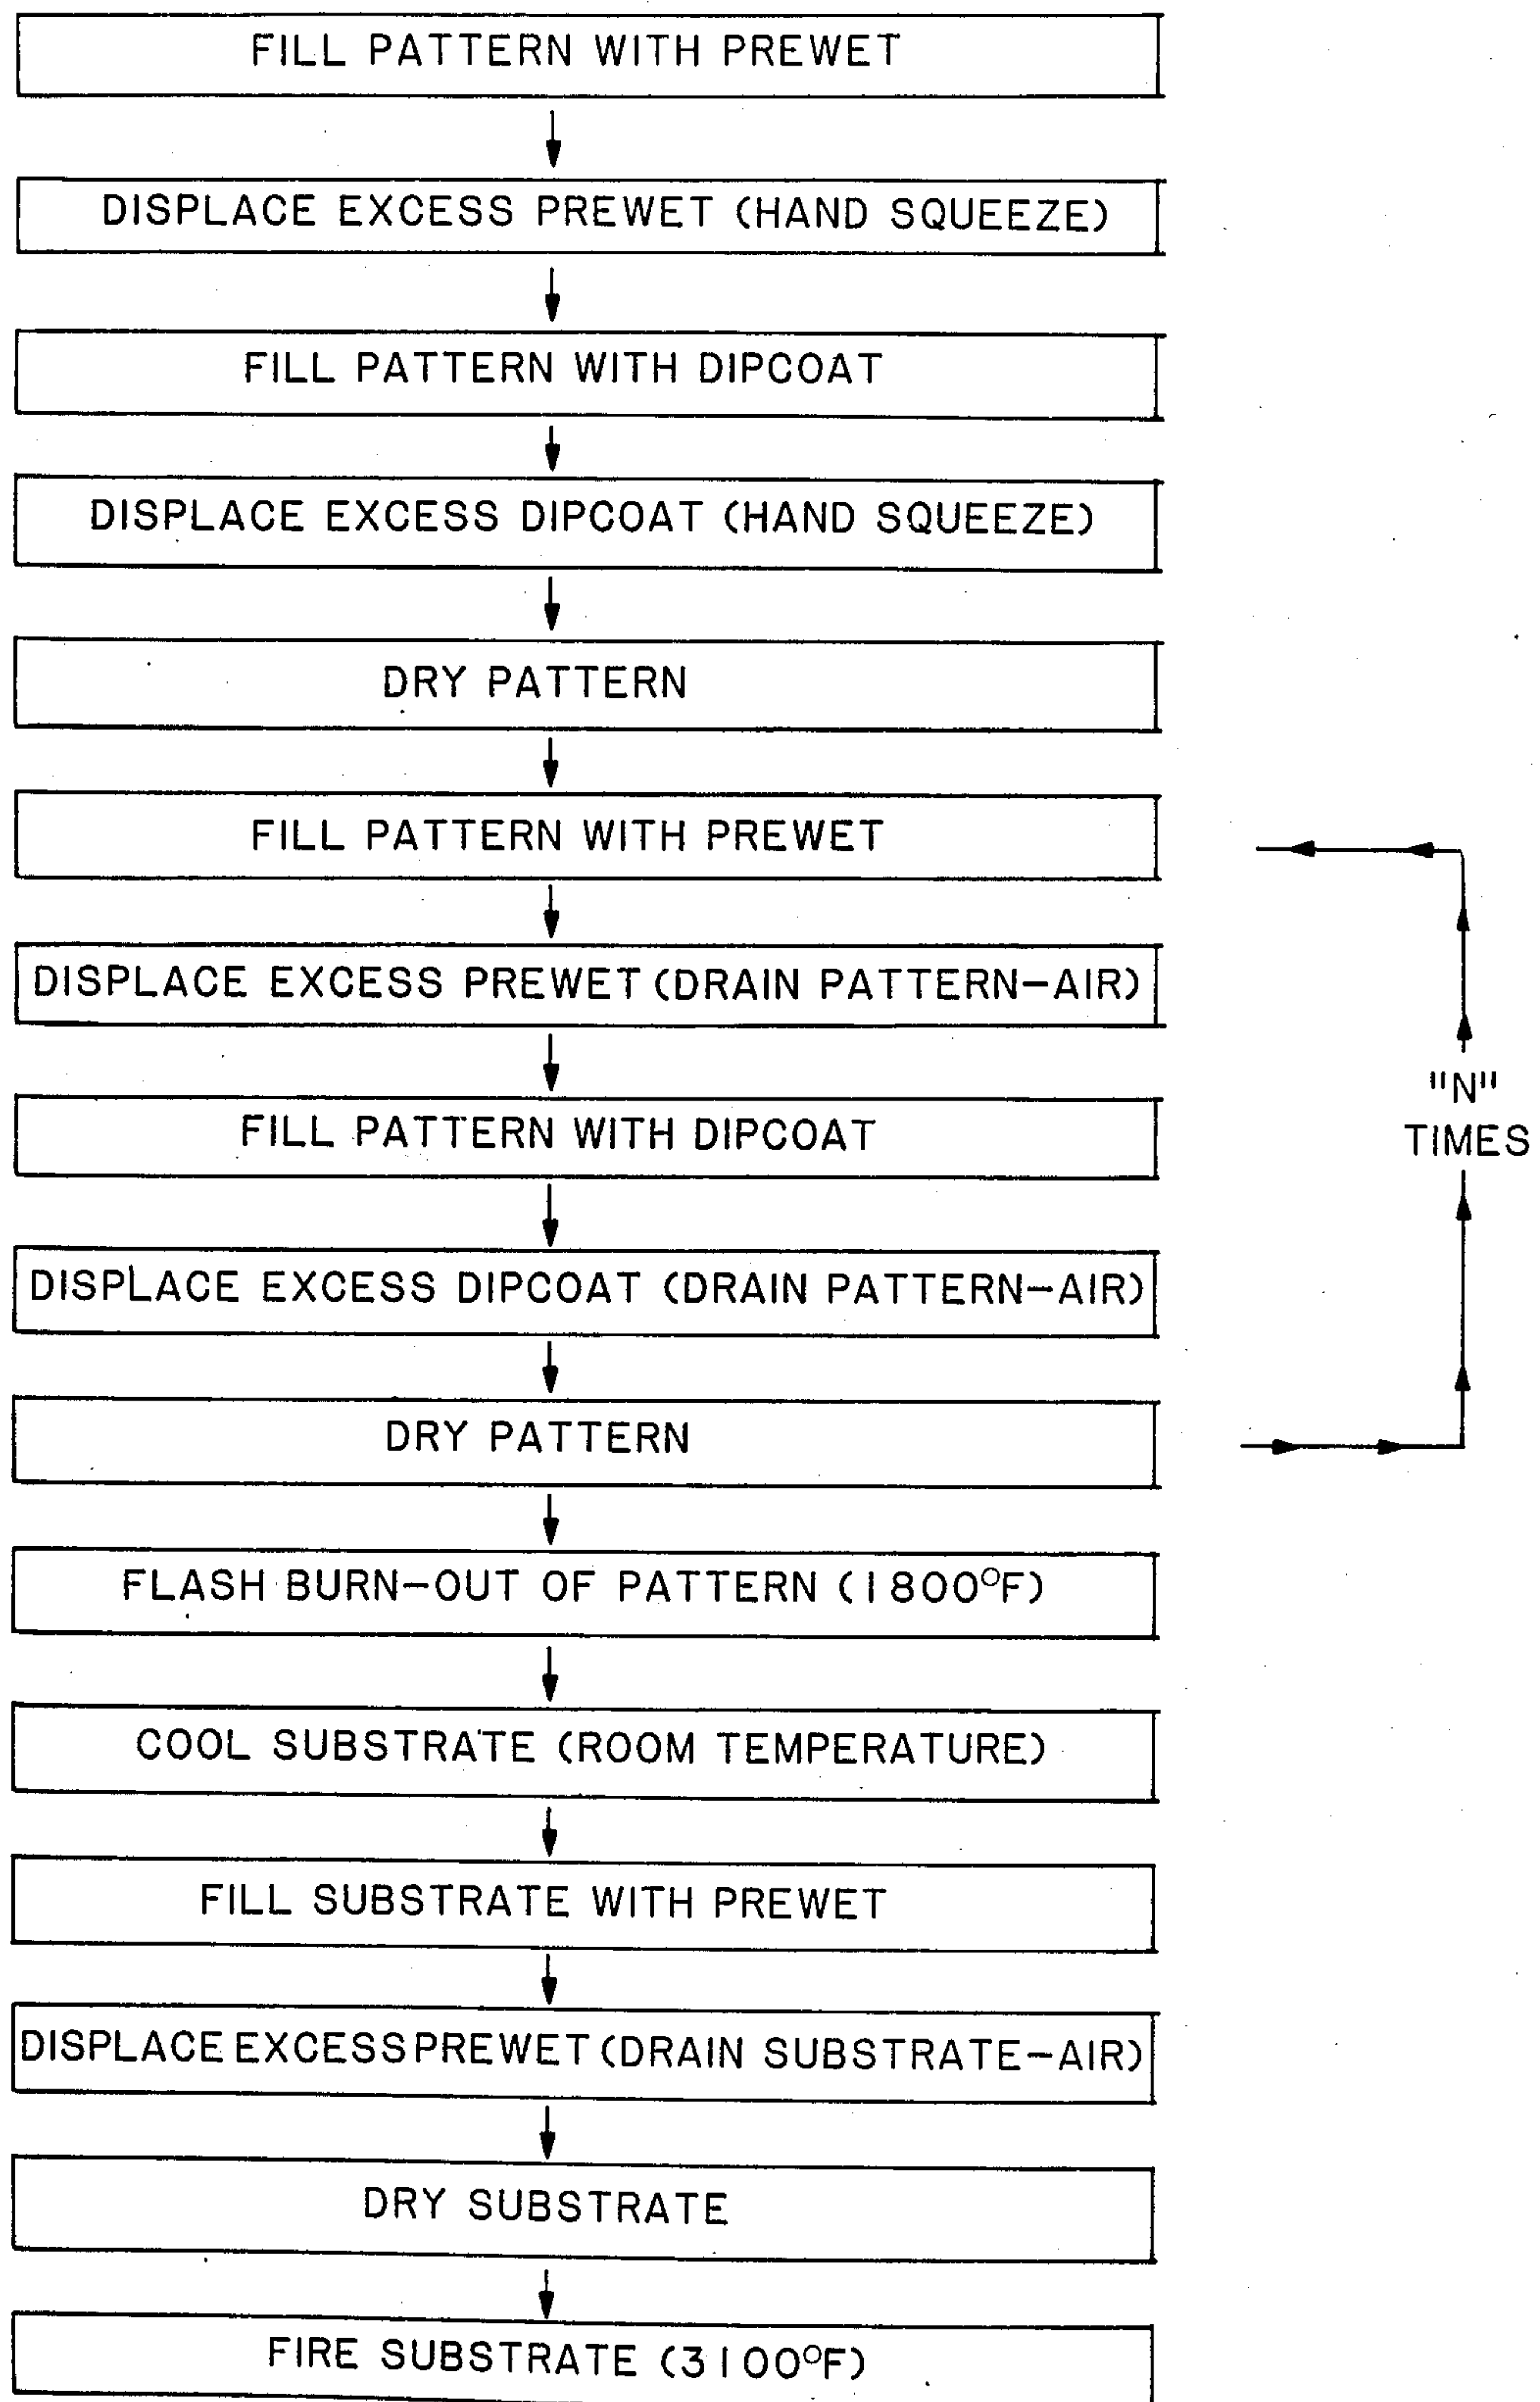 FILL PATTERN WITH PREWET
DISPLACE EXCESS PREWET (HAND SQUEEZE)
FILL PATTERN WITH DIPCOAT
DISPLACE EXCESS DIPCOAT (HAND SQUEEZE)
DRY PATTERN
FILL PATTERN WITH PREWET
DISPLACE EXCESS PREWET (DRAIN PATTERN-AIR)
"N"
TIMES
FILL PATTERN WITH DIPCOAT
DISPLACE EXCESS DIPCOAT (DRAIN PATTERN-AIR)
DRY PATTERN
FLASH BURN-OUT OF PATTERN (1800°F)
COOL SUBSTRATE (ROOM TEMPERATURE)
FILL SUBSTRATE WITH PREWET
DISPLACE EXCESS PREWET (DRAIN SUBSTRATE-AIR)
DRY SUBSTRATE
FIRE SUBSTRATE (3100°F)